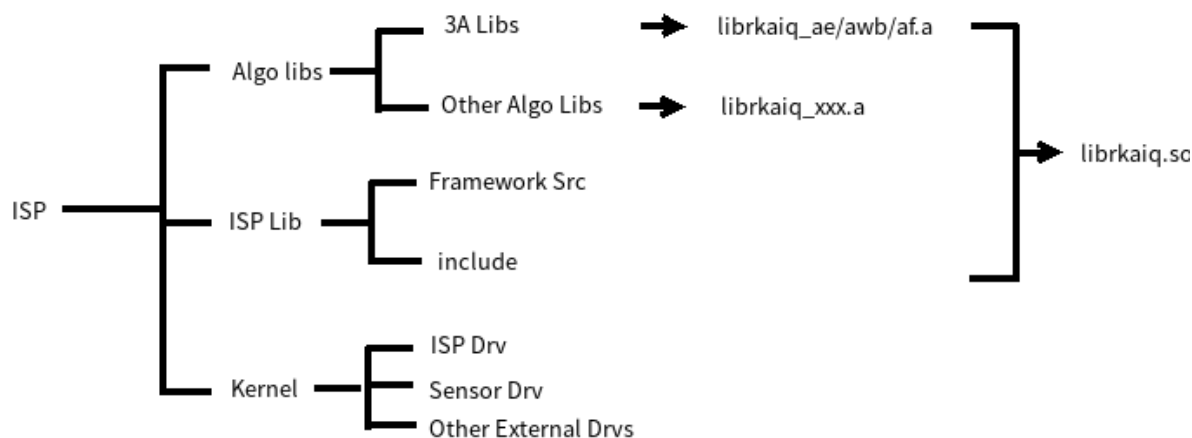 3A Libs librkaiq_ae/awb/af.a
Algo libs
Other Algo Libs librkaiq_xxx.a
librkaiq.so
Framework Src
ISP
ISP Lib
include
ISP Drv
Kernel
Sensor Drv
Other External Drvs